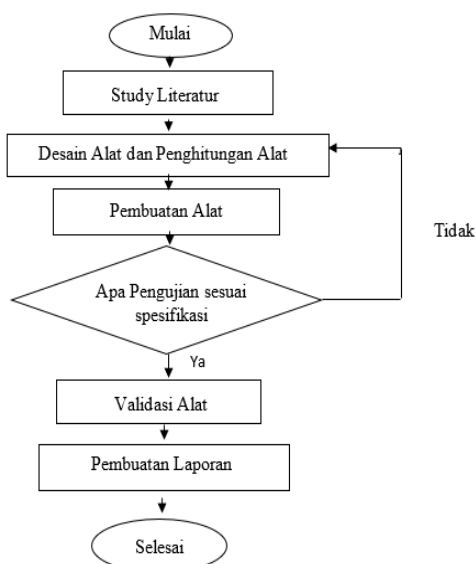 Mulai
Study Literatur
Desain Alat dan Penghitungan Alat
Pembuatan Alat
Tidak
Apa Pengujian sesuai
spesifikasi
Ya
Validasi Alat
Pembuatan Laporan
Selesai